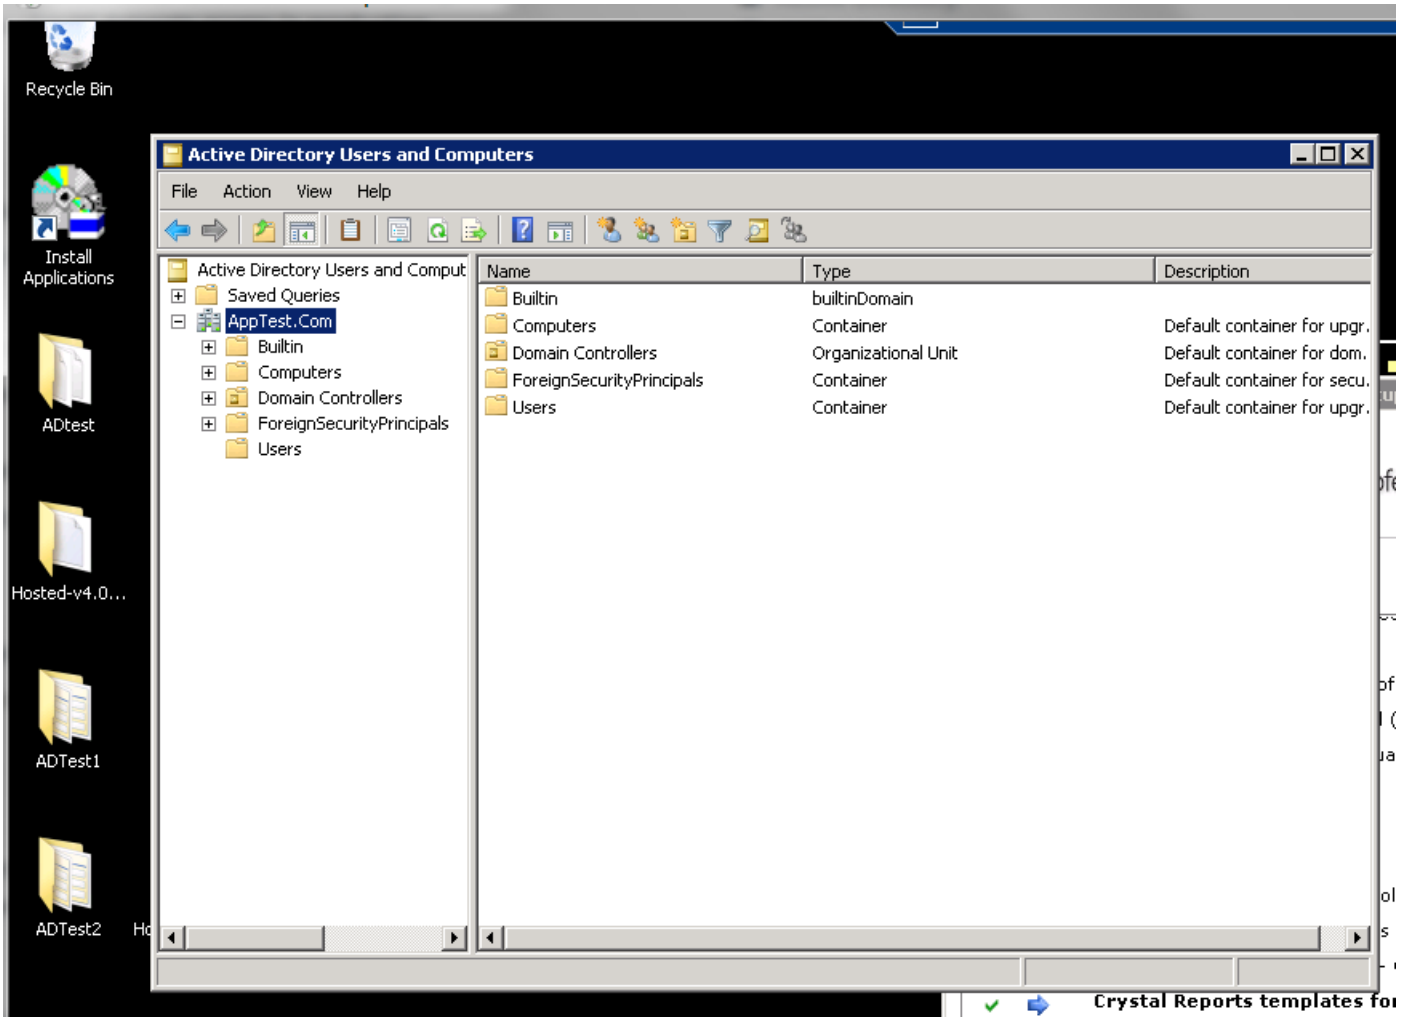 Recycle Bin
Install
Applications
ADtest
Hosted-v4.0...
ADTest1
ADTest2
Active Directory Users and Computers
File Action View Help
Active Directory Users and Comput
Saved Queries
AppTest.Com
Builtin
Computers
Domain Controllers
ForeignSecurityPrincipals
Users
Name Type Description
Builtin builtinDomain
Computers Container Default container for upgr.
Domain Controllers Organizational Unit Default container for dom.
ForeignSecurityPrincipals Container Default container for secu.
Users Container Default container for upgr.
Crystal Reports templates for